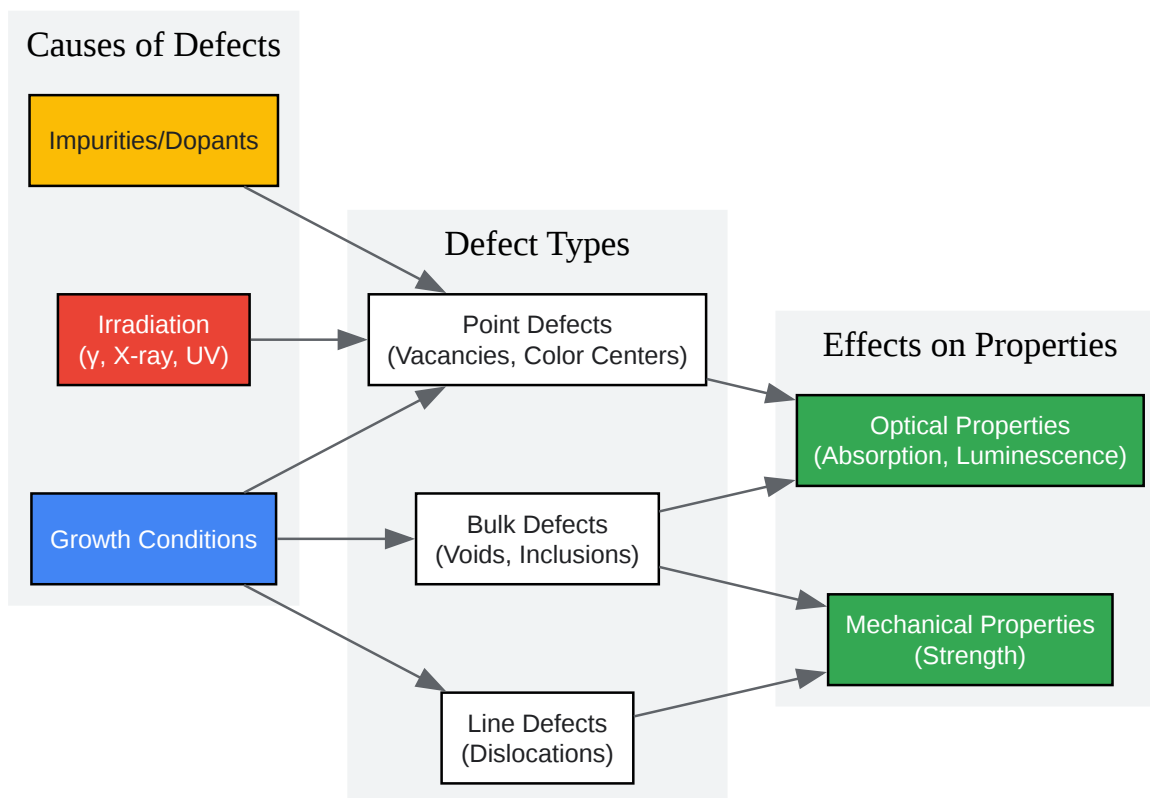 Causes of Defects
Impurities/Dopants
Irradiation
(γ, X-ray, UV)
Growth Conditions
Defect Types
Point Defects
(Vacancies, Color Centers)
Bulk Defects
(Voids, Inclusions)
Line Defects
(Dislocations)
Effects on Properties
Optical Properties
(Absorption, Luminescence)
Mechanical Properties
(Strength)